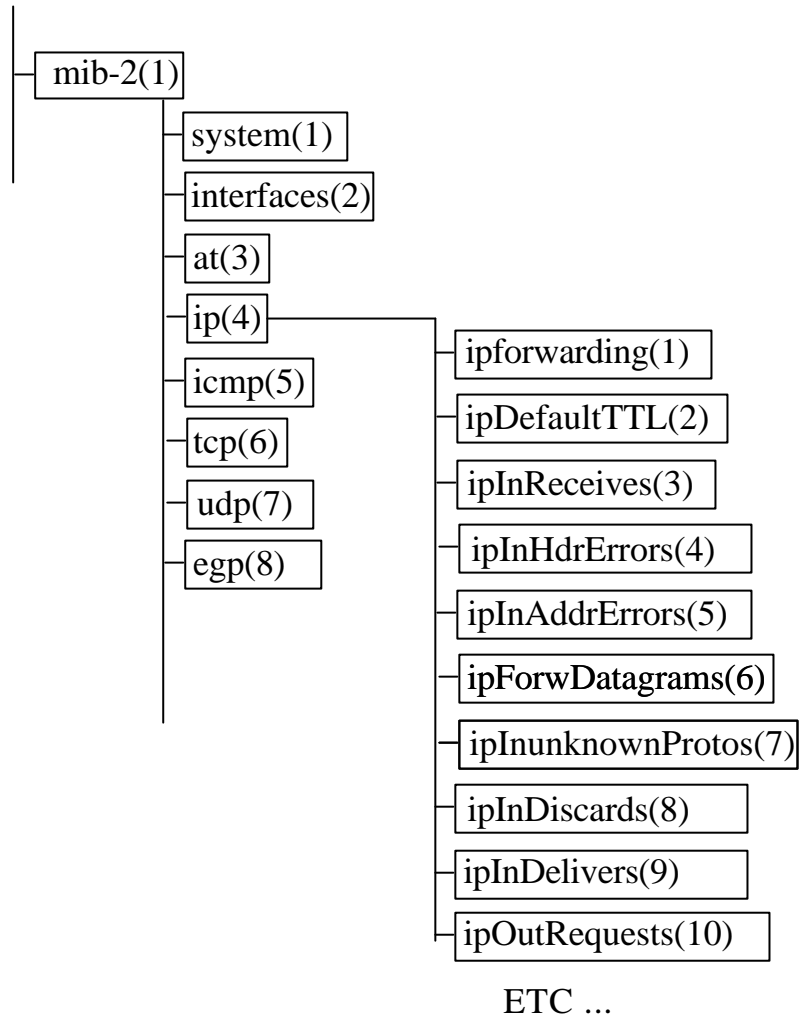 mib-2(1)
system(1)
interfaces(2)
at(3)
ip(4)
icmp(5)
tcp(6)
udp(7)
egp(8)
ipforwarding(1)
ipDefaultTTL(2)
ipInReceives(3)
ipInHdrErrors(4)
ipInAddrErrors(5)
ipForwDatagrams(6)
ipInunknownProtos(7)
ipInDiscards(8)
ipInDelivers(9)
ipOutRequests(10)
ETC ...